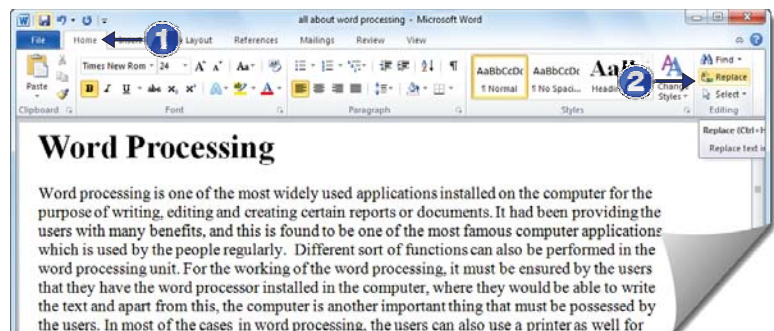 all about word processing - Microsoft Word
File Home Layout References Mailings Review View
1
Times New Rom 24 A A Aa
AaBbCcDc AaBbCcDc
Find
Paste
B I U abc X₂ X² A A
1 Normal 1 No Spaci...
Change Styles
2
Replace
Select
Clipboard Font Paragraph Styles Editing
Replace (Ctrl+H
Replace text in
Word Processing
Word processing is one of the most widely used applications installed on the computer for the
purpose of writing, editing and creating certain reports or documents. It had been providing the
users with many benefits, and this is found to be one of the most famous computer applications
which is used by the people regularly. Different sort of functions can also be performed in the
word processing unit. For the working of the word processing, it must be ensured by the users
that they have the word processor installed in the computer, where they would be able to write
the text and apart from this, the computer is another important thing that must be possessed by
the users. In most of the cases in word processing, the users can also use a printer as well for